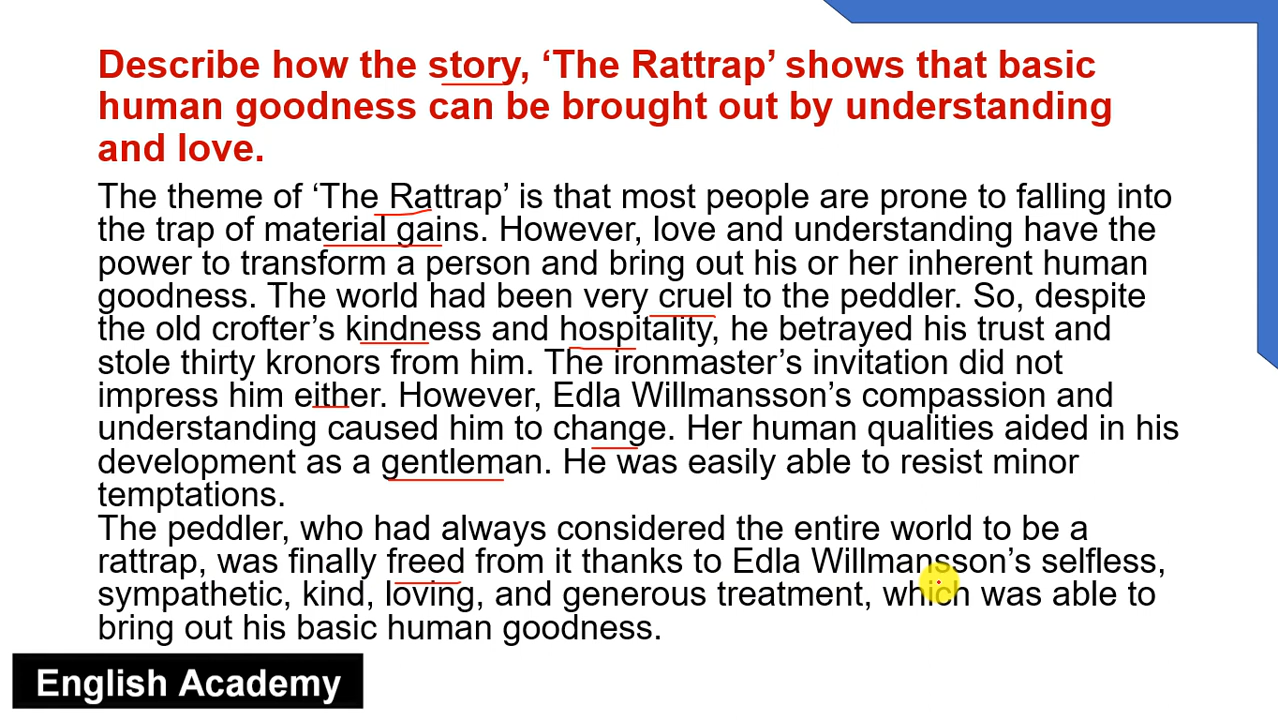 Describe how the story, ‘The Rattrap’ shows that basic
human goodness can be brought out by understanding
and love.
The theme of ‘The Rattrap’ is that most people are prone to falling into
the trap of material gains. However, love and understanding have the
power to transform a person and bring out his or her inherent human
goodness. The world had been very cruel to the peddler. So, despite
the old crofter’s kindness and hospitality, he betrayed his trust and
stole thirty kronors from him. The ironmaster’s invitation did not
impress him either. However, Edla Willmansson’s compassion and
understanding caused him to change. Her human qualities aided in his
development as a gentleman. He was easily able to resist minor
temptations.
The peddler, who had always considered the entire world to be a
rattrap, was finally freed from it thanks to Edla Willmansson’s selfless,
sympathetic, kind, loving, and generous treatment, which was able to
bring out his basic human goodness.
English Academy